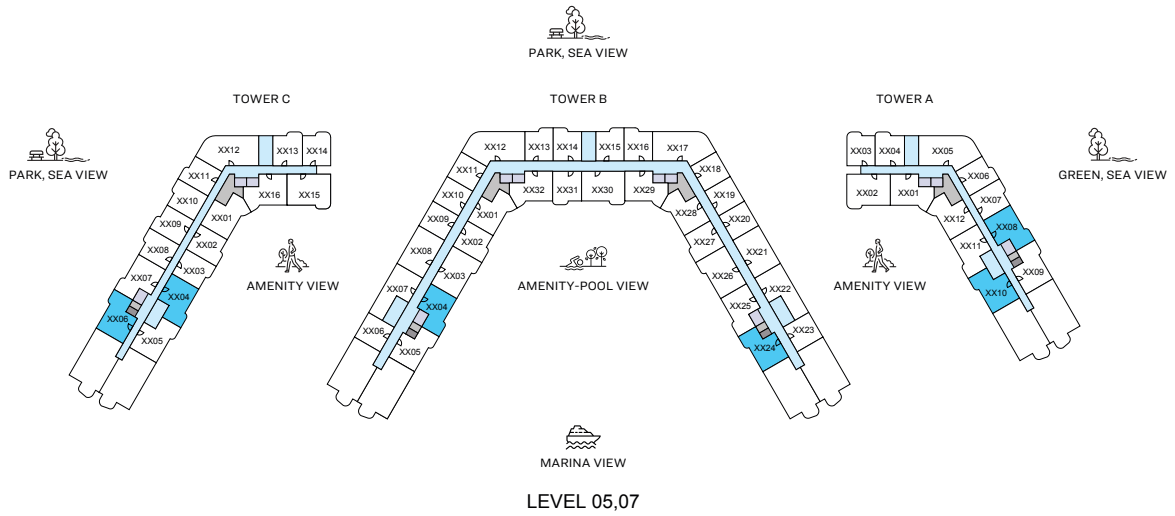 PARK, SEA VIEW
TOWER C
TOWER B
TOWER A
PARK, SEA VIEW
GREEN, SEA VIEW
XX12
XX13
XX14
XX11
XX10
XX09
XX08
XX07
XX06
XX05
XX04
XX03
XX02
XX01
XX16
XX15
XX12
XX13
XX14
XX15
XX16
XX17
XX11
XX10
XX09
XX08
XX07
XX06
XX05
XX04
XX03
XX02
XX01
XX32
XX31
XX30
XX29
XX28
XX27
XX26
XX25
XX24
XX23
XX22
XX21
XX20
XX19
XX18
XX03
XX04
XX05
XX06
XX07
XX08
XX09
XX10
XX11
XX12
XX01
XX02
AMENITY VIEW
AMENITY-POOL VIEW
AMENITY VIEW
MARINA VIEW
LEVEL 05,07